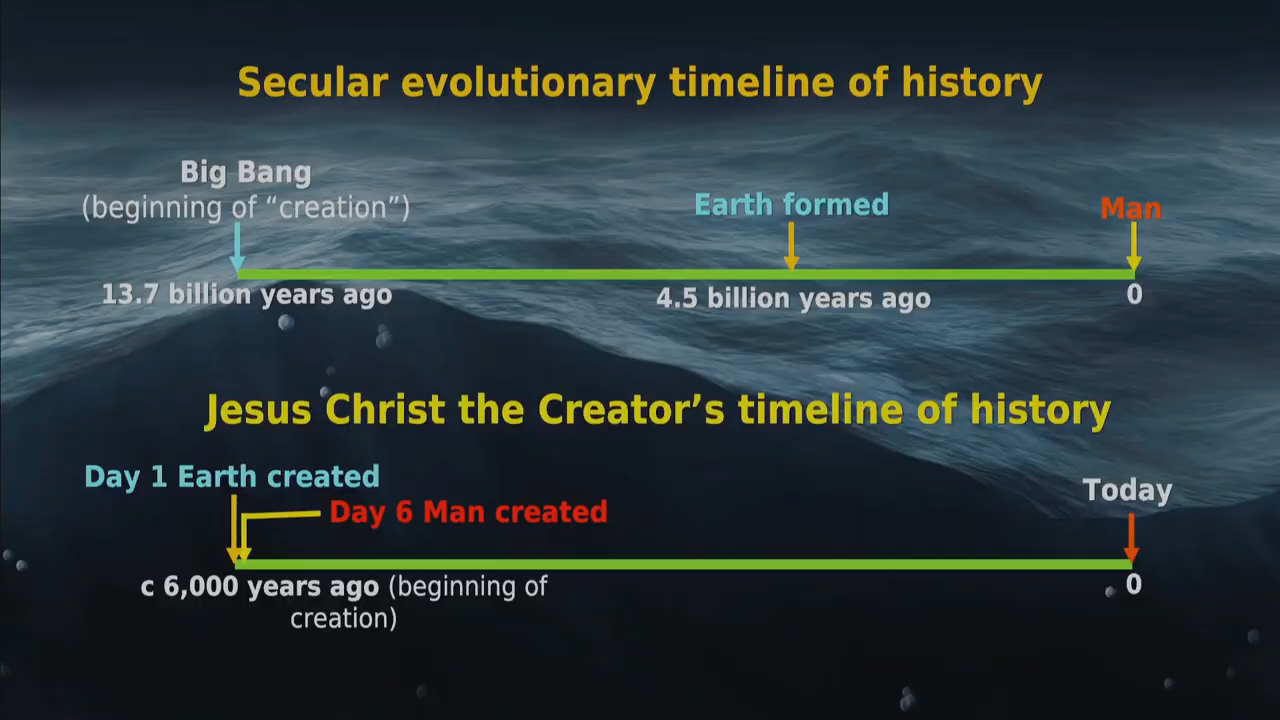 Secular evolutionary timeline of history
Big Bang
(beginning of “creation”)
Earth formed
Man
13.7 billion years ago
4.5 billion years ago
0
Jesus Christ the Creator’s timeline of history
Day 1 Earth created
Day 6 Man created
Today
c 6,000 years ago (beginning of
creation)
0